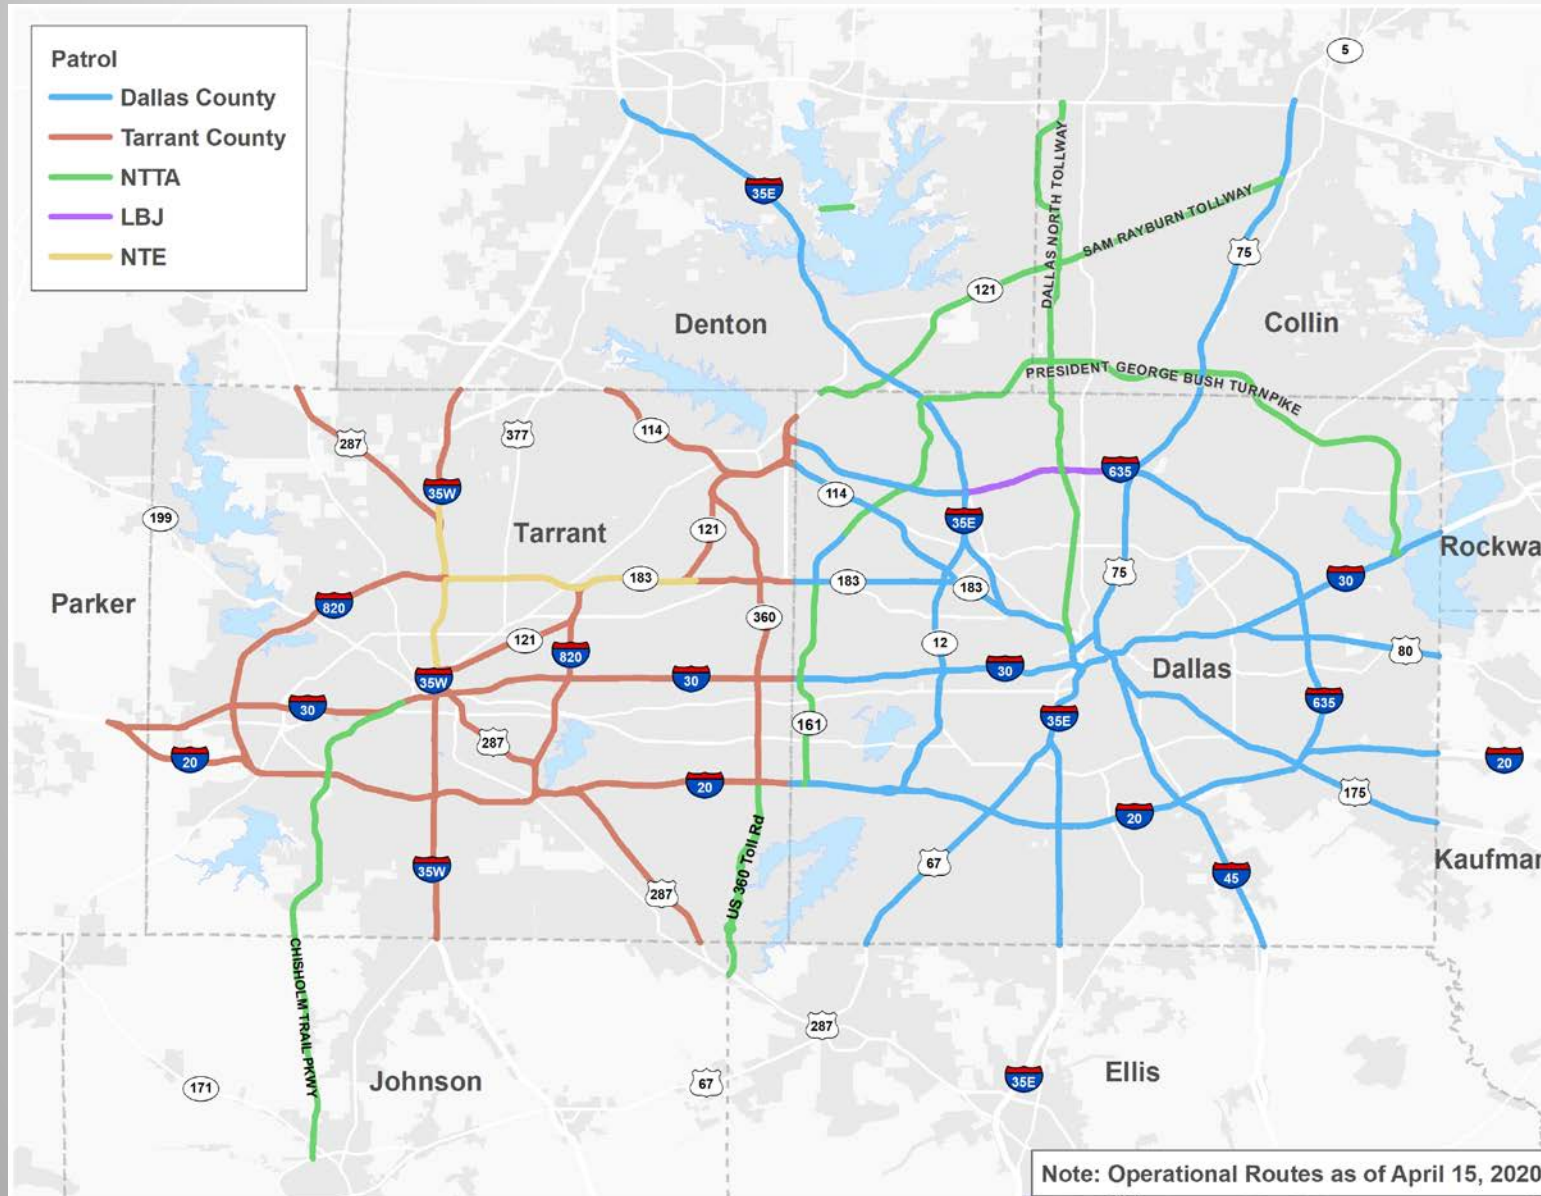 Patrol
Dallas County
Tarrant County
NTTA
LBJ
NTE
5
35E
DALLAS NORTH TOLLWAY
SAM RAYBURN TOLLWAY
75
121
Denton
Collin
PRESIDENT GEORGE BUSH TURNPIKE
287
377
114
635
35W
114
199
Tarrant
121
35E
Rockwa
183
183
183
75
30
Parker
820
360
121
820
12
80
35W
30
30
Dallas
30
161
35E
635
287
20
20
20
175
20
US 360 Toll Rd
67
Kaufman
35W
287
45
CHISHOLM TRAIL PKWY
287
Johnson
67
35E
Ellis
171
Note: Operational Routes as of April 15, 2020